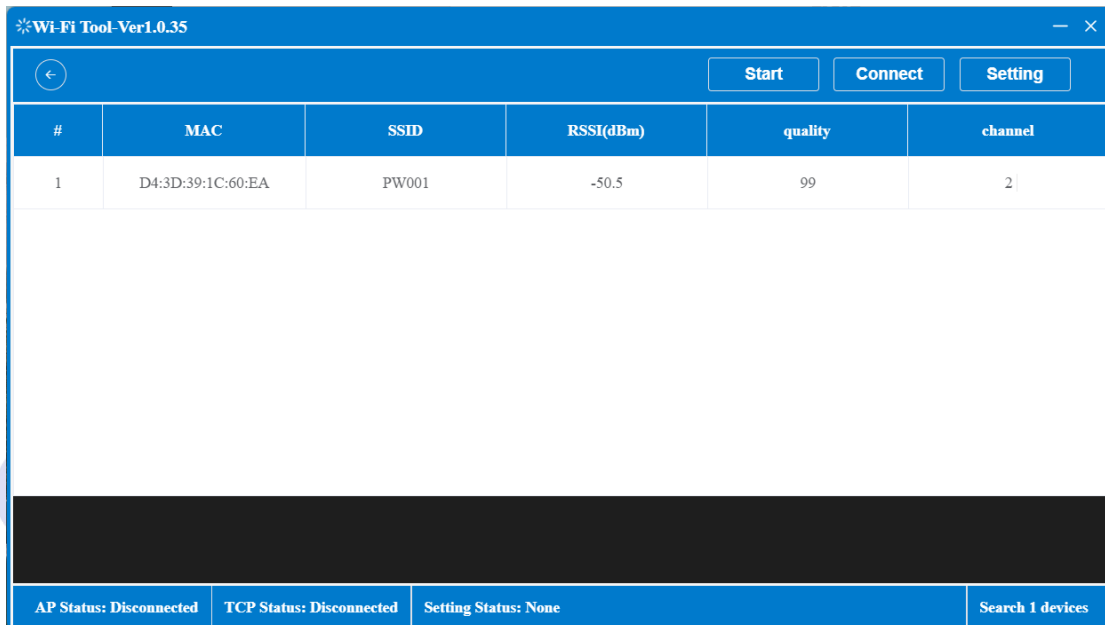 Wi-Fi Tool-Ver1.0.35
Start Connect Setting
# MAC SSID RSSI(dBm) quality channel
1 D4:3D:39:1C:60:EA PW001 -50.5 99 2
AP Status: Disconnected TCP Status: Disconnected Setting Status: None Search 1 devices